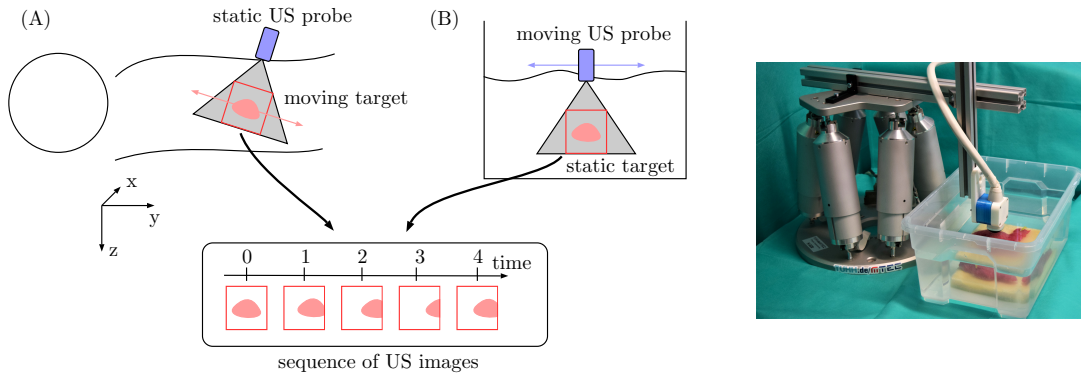 (A)
static US probe
moving target
x
y
z
(B)
moving US probe
static target
0 1 2 3 4 time
sequence of US images